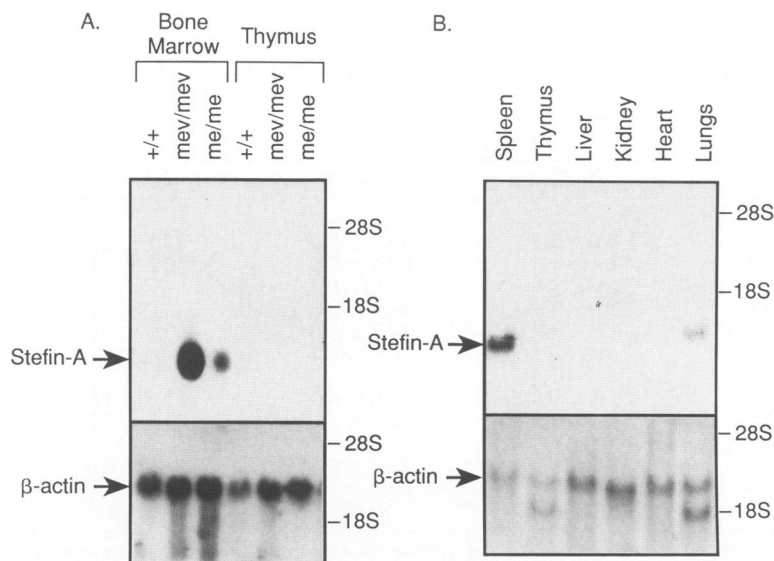 A.
Bone
Marrow
Thymus
+/+
mev/mev
me/me
+/+
mev/mev
me/me
28S
18S
Stefin-A
28S
β-actin
18S
B.
Spleen
Thymus
Liver
Kidney
Heart
Lungs
28S
18S
Stefin-A
28S
β-actin
18S